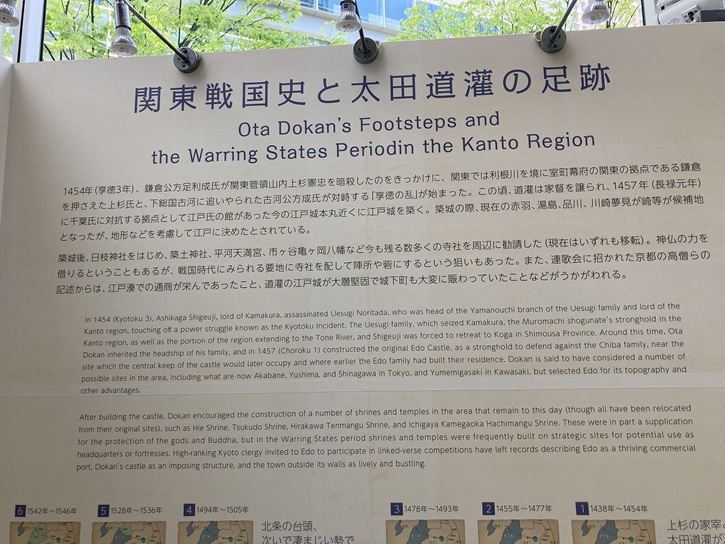 関東戦国史と太田道灌の足跡
Ota Dokan's Footsteps and
the Warring States Periodin the Kanto Region
1454年(享徳3年)、鎌倉公方足利成氏が関東管領山内上杉憲忠を暗殺したのをきっかけに、関東では利根川を境に室町幕府の関東の拠点である鎌倉
を押さえた上杉氏と、下総国古河に追いやられた古河公方成氏が対峙する「享徳の乱」が始まった。この頃、道灌は家督を譲られ、1457年(長禄元年)
に千葉氏に対抗する拠点として江戸氏の館があった今の江戸城本丸近くに江戸城を築く。築城の際、現在の赤羽、湯島、品川、川崎夢見が崎等が候補地
となったが、地形などを考慮して江戸に決めたとされている。
築城後、日枝神社をはじめ、築土神社、平河天満宮、市ヶ谷亀ヶ岡八幡など今も残る数多くの寺社を周辺に勧請した(現在はいずれも移転)。神仏の力を
借りるということもあるが、戦国時代にみられる要地に寺社を配して陣所や砦にするという狙いもあった。また、連歌会に招かれた京都の高僧らの
記述からは、江戸湊での通商が栄んであったこと、道灌の江戸城が大層堅固で城下町も大変に賑わっていたことなどがうかがわれる。
In 1454 (Kyotoku 3), Ashikaga Shigeuji, lord of Kamakura, assassinated Uesugi Noritada, who was head of the Yamanouchi branch of the Uesugi family and lord of the
Kanto region, touching off a power struggle known as the Kyotoku Incident. The Uesugi family, which seized Kamakura, the Muromachi shogunate's stronghold in the
Kanto region, as well as the portion of the region extending to the Tone River, and Shigeuji was forced to retreat to Koga in Shimousa Province. Around this time, Ota
Dokan inherited the headship of his family, and in 1457 (Choroku 1) constructed the original Edo Castle, as a stronghold to defend against the Chiba family, near the
site which the central keep of the castle would later occupy and where earlier the Edo family had built their residence. Dokan is said to have considered a number of
possible sites in the area, including what are now Akabane, Yushima, and Shinagawa in Tokyo, and Yumemigasaki in Kawasaki, but selected Edo for its topography and
other advantages.
After building the castle, Dokan encouraged the construction of a number of shrines and temples in the area that remain to this day (though all have been relocated
from their original sites), such as Hie Shrine, Tsukudo Shrine, Hirakawa Tenmangu Shrine, and Ichigaya Kamegaoka Hachimangu Shrine. These were in part a supplication
for the protection of the gods and Buddha, but in the Warring States period shrines and temples were frequently built on strategic sites for potential use as
headquarters or fortresses. High-ranking Kyoto clergy invited to Edo to participate in linked-verse competitions have left records describing Edo as a thriving commercial
port, Dokan's castle as an imposing structure, and the town outside its walls as lively and bustling.
6 1542年〜1546年 5 1528年〜1536年 4 1494年〜1505年 3 1478年〜1493年 2 1455年〜1477年 1 1438年〜1454年
北条の台頭、
次いで凄まじい勢で
上杉の家宰
太田道灌が